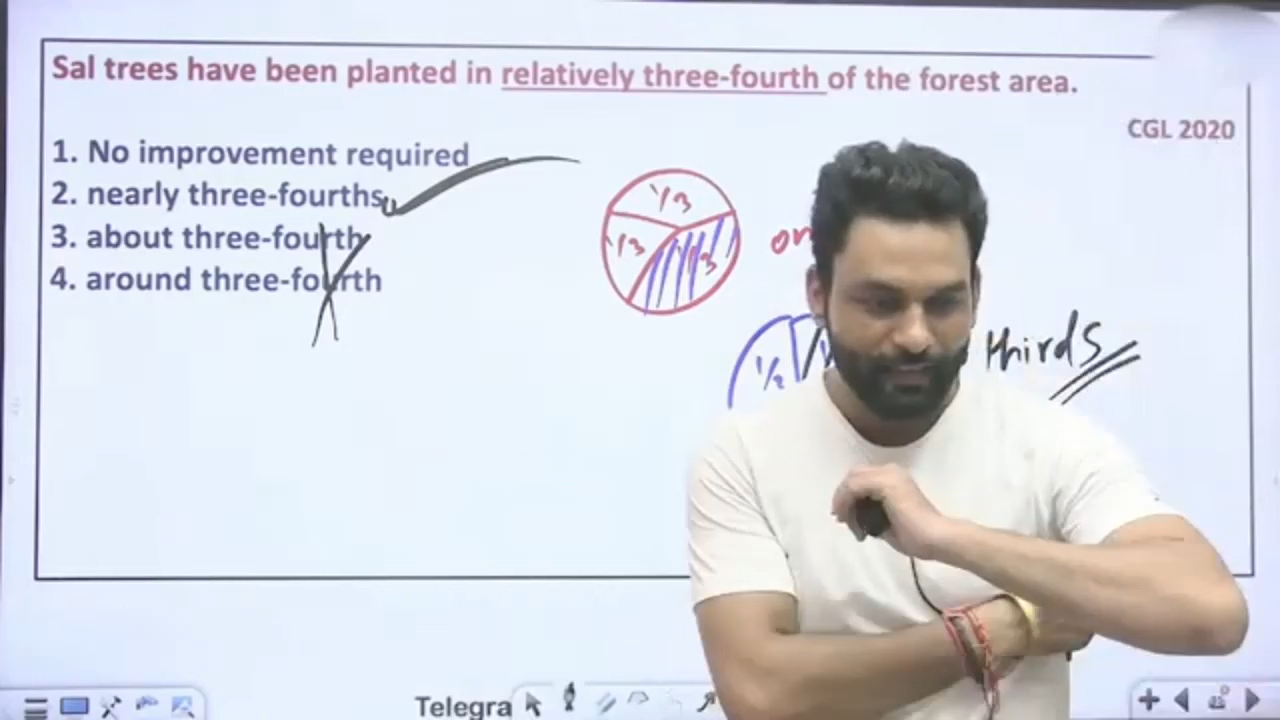 Sal trees have been planted in relatively three-fourth of the forest area.
CGL 2020
1. No improvement required
2. nearly three-fourths
3. about three-fourth
4. around three-fourth
1/3
1/3
1/3
1/2
thirds
Telegra